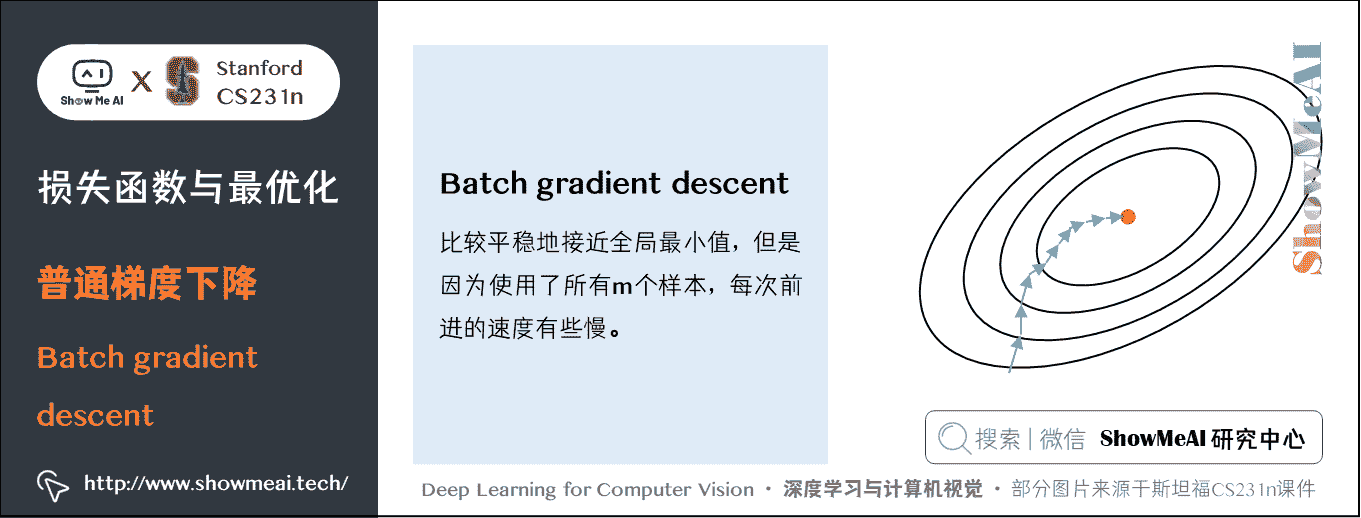 Show Me AI
X
Stanford
CS231n
损失函数与最优化
普通梯度下降
Batch gradient
descent
http://www.showmeai.tech/
Batch gradient descent
比较平稳地接近全局最小值，但是
因为使用了所有m个样本，每次前
进的速度有些慢。
ShowMeAI
搜索 | 微信 ShowMeAI 研究中心
Deep Learning for Computer Vision · 深度学习与计算机视觉 · 部分图片来源于斯坦福CS231n课件